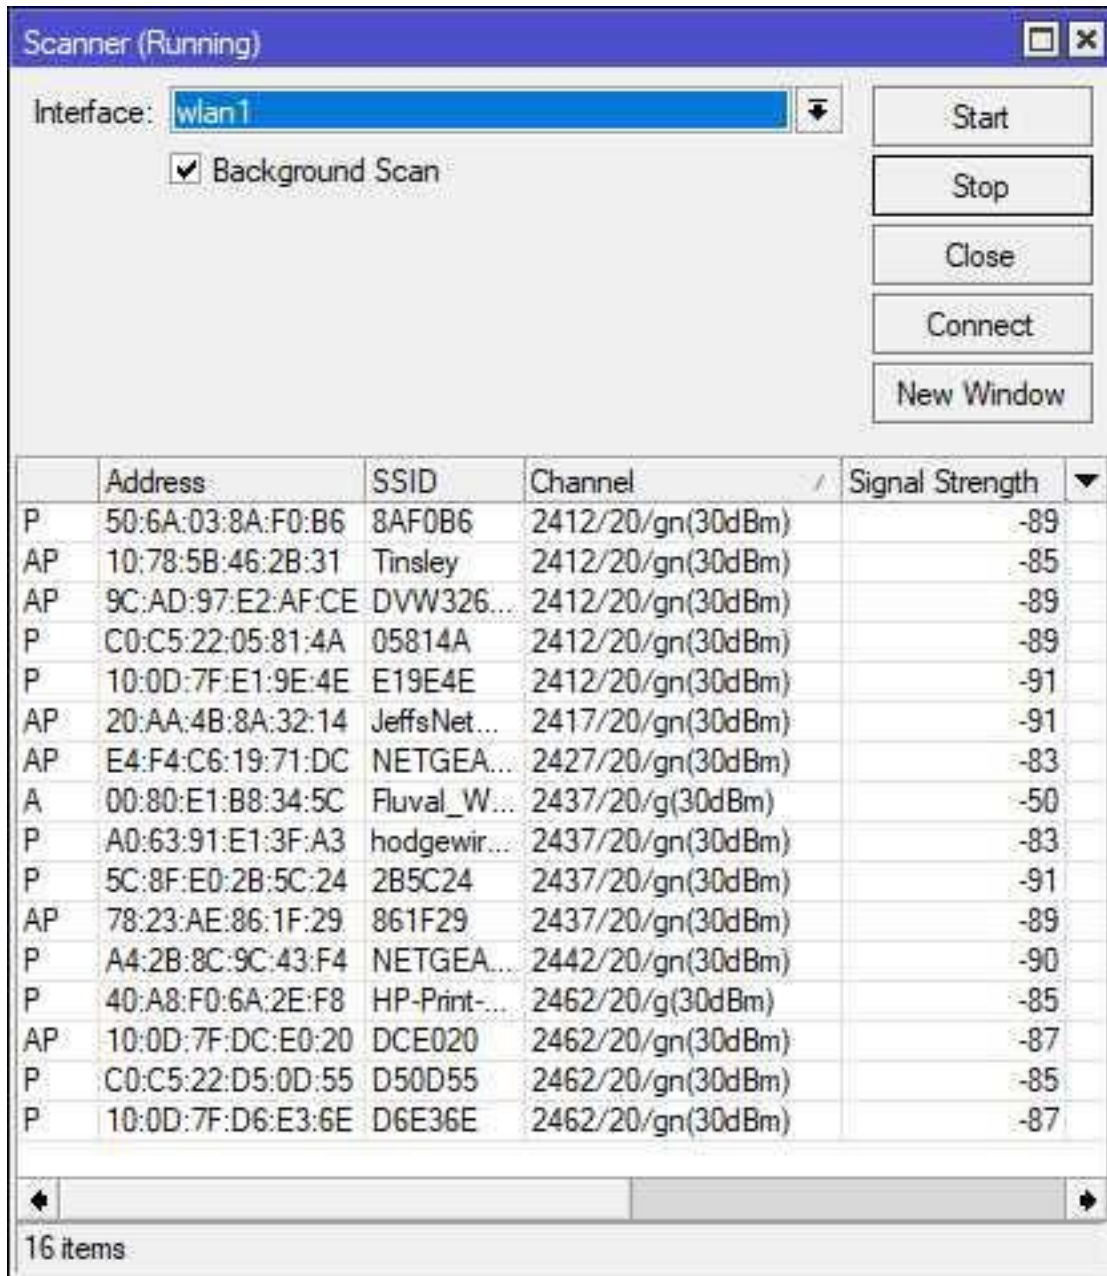 Scanner (Running)
Interface: wlan1
Start
Background Scan
Stop
Close
Connect
New Window
Address SSID Channel Signal Strength
P 50:6A:03:8A:F0:B6 8AF0B6 2412/20/gn(30dBm) -89
AP 10:78:5B:46:2B:31 Tinsley 2412/20/gn(30dBm) -85
AP 9C:AD:97:E2:AF:CE DVW326... 2412/20/gn(30dBm) -89
P C0:C5:22:05:81:4A 05814A 2412/20/gn(30dBm) -89
P 10:0D:7F:E1:9E:4E E19E4E 2412/20/gn(30dBm) -91
AP 20:AA:4B:8A:32:14 JeffsNet... 2417/20/gn(30dBm) -91
AP E4:F4:C6:19:71:DC NETGEA... 2427/20/gn(30dBm) -83
A 00:80:E1:B8:34:5C Fluval_W... 2437/20/g(30dBm) -50
P A0:63:91:E1:3F:A3 hodgewir... 2437/20/gn(30dBm) -83
P 5C:8F:E0:2B:5C:24 2B5C24 2437/20/gn(30dBm) -91
AP 78:23:AE:86:1F:29 861F29 2437/20/gn(30dBm) -89
P A4:2B:8C:9C:43:F4 NETGEA... 2442/20/gn(30dBm) -90
P 40:A8:F0:6A:2E:F8 HP-Print-... 2462/20/g(30dBm) -85
AP 10:0D:7F:DC:E0:20 DCE020 2462/20/gn(30dBm) -87
P C0:C5:22:D5:0D:55 D50D55 2462/20/gn(30dBm) -85
P 10:0D:7F:D6:E3:6E D6E36E 2462/20/gn(30dBm) -87
16 items